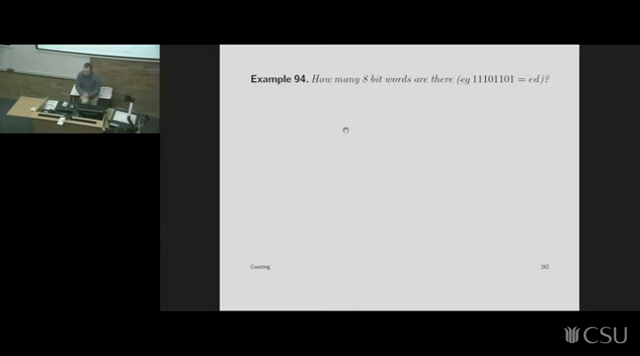 Example 94. How many 8 bit words are there (eg 11101101 = ed)?
Counting
262
CSU